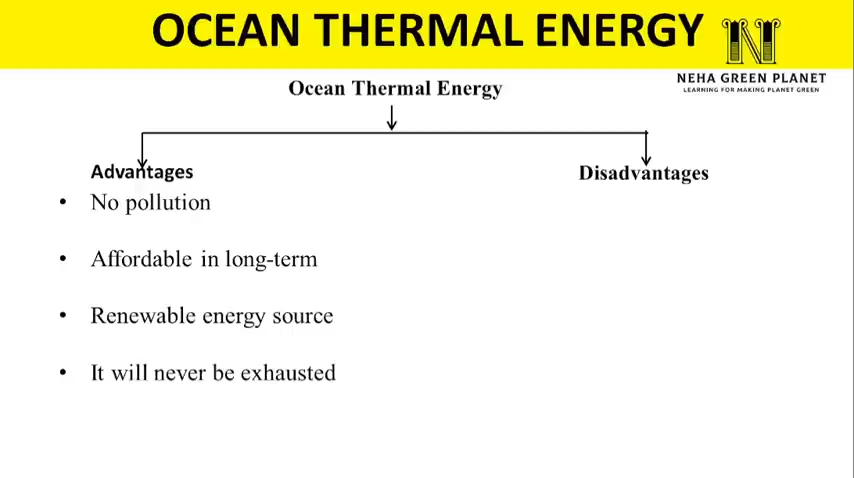 OCEAN THERMAL ENERGY
N
NEHA GREEN PLANET
LEARNING FOR MAKING PLANET GREEN
Ocean Thermal Energy
Advantages
• No pollution
• Affordable in long-term
• Renewable energy source
• It will never be exhausted
Disadvantages